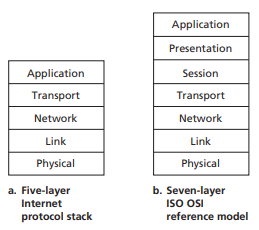 Application
Transport
Network
Link
Physical
a. Five-layer
Internet
protocol stack
Application
Presentation
Session
Transport
Network
Link
Physical
b. Seven-layer
ISO OSI
reference model